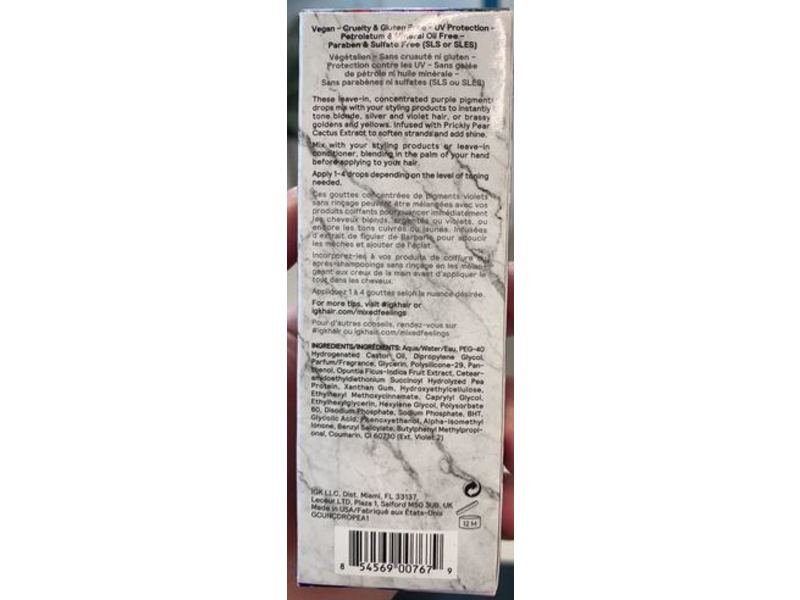 Vegan – Cruelty & Gluten Free – UV Protection –
Petrolatum & Mineral Oil Free –
Paraben & Sulfate Free (SLS or SLES)
Végétalien – Sans cruauté ni gluten –
Protection contre les UV – Sans gelée
de pétrole ni huile minérale –
Sans parabènes ni sulfates (SLS ou SLES)
These leave-in, concentrated purple pigment
drops mix with your styling products to instantly
tone blonde, silver and violet hair, or brassy
goldens and yellows. Infused with Prickly Pear
Cactus Extract to soften strands and add shine.
Mix with your styling products or leave-in
conditioner, blending in the palm of your hand
before applying to your hair.
Apply 1-4 drops depending on the level of toning
needed.
Ces gouttes concentrées de pigments violets
sans rinçage peuvent être mélangées avec vos
produits coiffants pour nuancer immédiatement
les cheveux blonds, argentés ou violets, ou
encore les tons cuivrés ou jaunes. Infusées
d'extrait de figuier de Barbarie pour adoucir
les mèches et ajouter de l'éclat.
Incorporez-les à vos produits de coiffure ou
après-shampooings sans rinçage en les mélan-
geant aux creux de la main avant d'appliquer le
tout dans les cheveux.
Appliquez 1 à 4 gouttes selon la nuance désirée.
For more tips, visit #igkhair or
igkhair.com/mixedfeelings
Pour d'autres conseils, rendez-vous sur
#igkhair ou igkhair.com/mixedfeelings
INGREDIENTS/INGRÉDIENTS: Aqua/Water/Eau, PEG-40
Hydrogenated Castor Oil, Dipropylene Glycol,
Parfum/Fragrance, Glycerin, Polysilicone-29, Pan-
thenol, Opuntia Ficus-Indica Fruit Extract, Cetear-
amidoethyldiethonium Succinoyl Hydrolyzed Pea
Protein, Xanthan Gum, Hydroxyethylcellulose,
Ethylhexyl Methoxycinnamate, Caprylyl Glycol,
Ethylhexylglycerin, Hexylene Glycol, Polysorbate
60, Disodium Phosphate, Sodium Phosphate, BHT,
Glycolic Acid, Phenoxyethanol, Alpha-Isomethyl
Ionone, Benzyl Salicylate, Butylphenyl Methylpropi-
onal, Coumarin, CI 60730 (Ext. Violet 2)
IGK LLC, Dist. Miami, FL 33137,
Leceur LTD, Plaza 1, Salford M50 3UB, UK
Made in USA/Fabriqué aux États-Unis
GCUNCDROPEA1
12 M
8 54569 00767 9